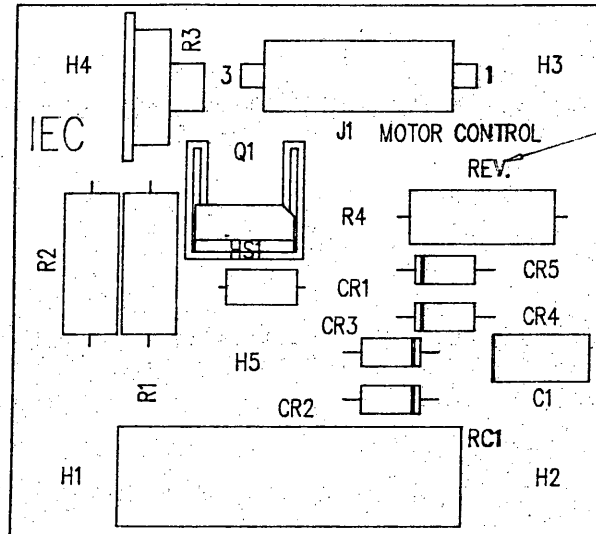 H4
R3
3
1
H3
IEC
J1
MOTOR CONTROL
REV.
Q1
HS1
R4
R2
CR5
CR1
CR4
CR3
H5
C1
R1
CR2
RC1
H1
H2